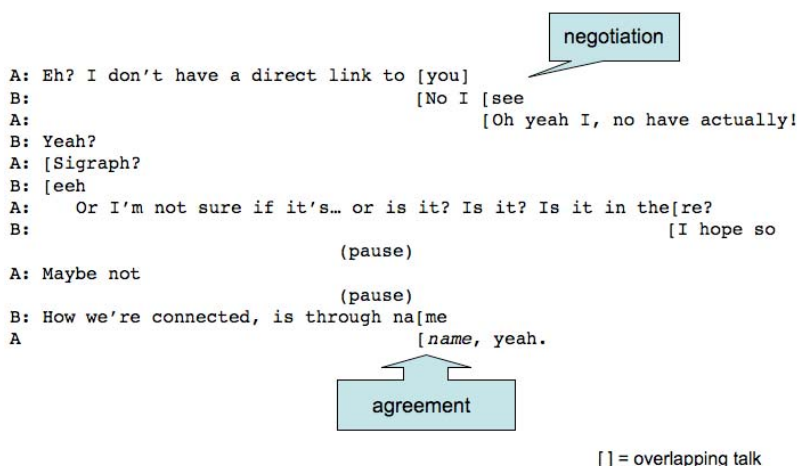 negotiation
A: Eh? I don't have a direct link to [you]
B: [No I [see
A: [Oh yeah I, no have actually!
B: Yeah?
A: [Sigraph?
B: [eeh
A: Or I'm not sure if it's… or is it? Is it? Is it in the[re?
B: [I hope so
(pause)
A: Maybe not
(pause)
B: How we're connected, is through na[me
A [name, yeah.
agreement
[ ] = overlapping talk